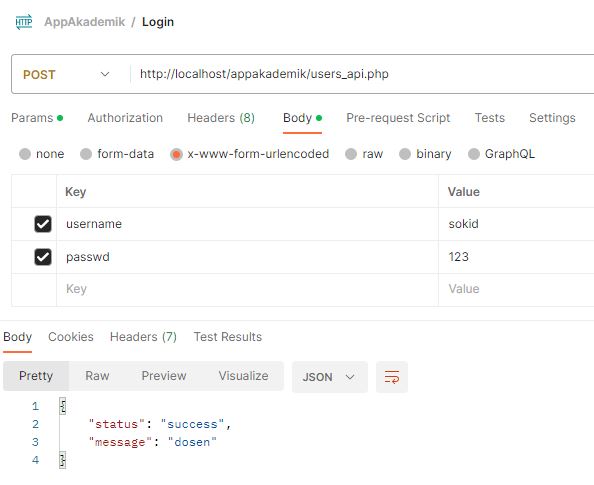 HTTP AppAkademik / Login
POST http://localhost/appakademik/users_api.php
Params Authorization Headers (8) Body Pre-request Script Tests Settings
none form-data x-www-form-urlencoded raw binary GraphQL
Key Value
username sokid
passwd 123
Key Value
Body Cookies Headers (7) Test Results
Pretty Raw Preview Visualize JSON
1 {
2 "status": "success",
3 "message": "dosen"
4 }